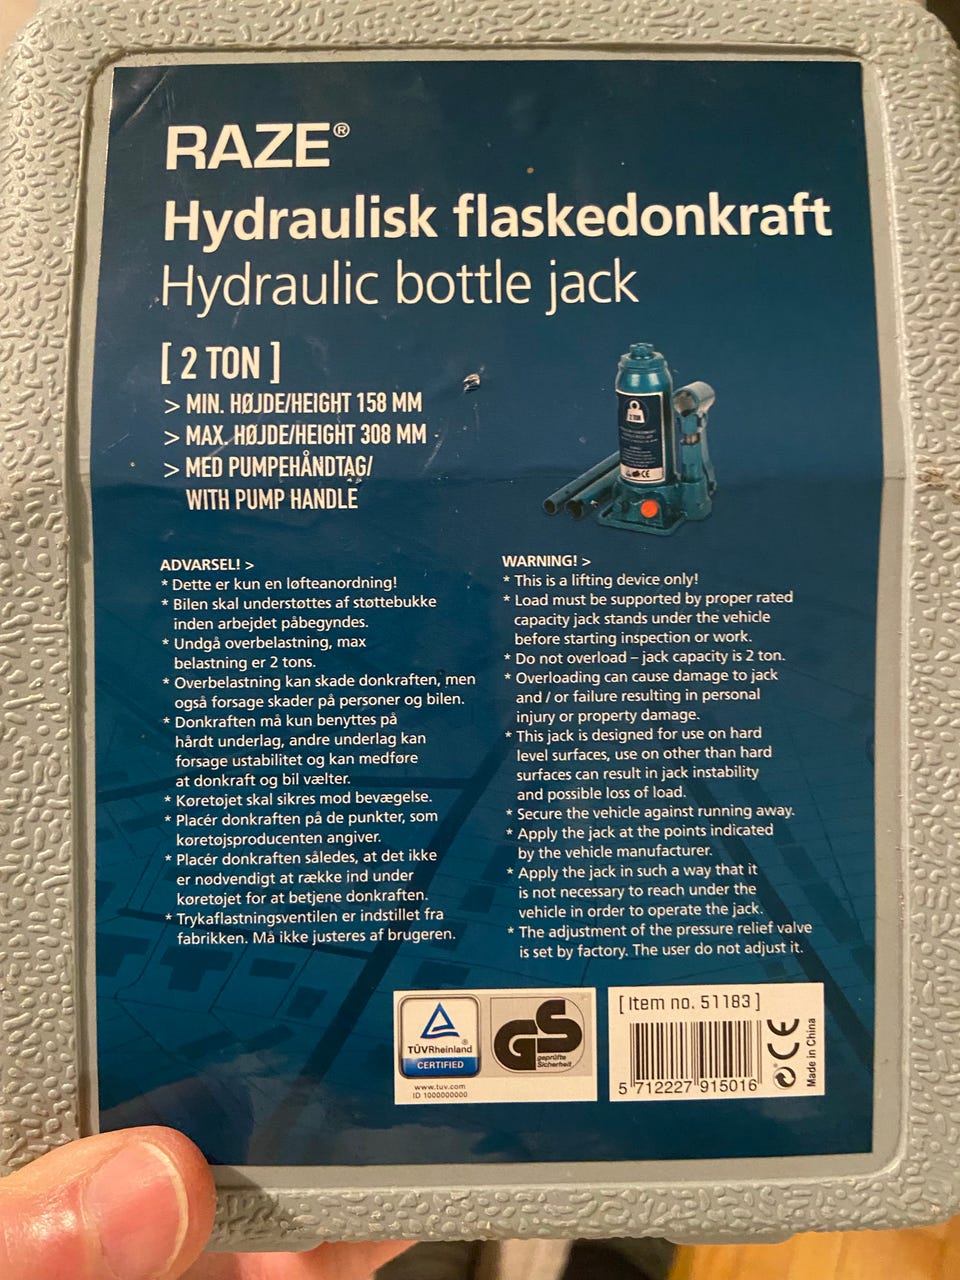 RAZE®
Hydraulisk flaskedonkraft
Hydraulic bottle jack
[ 2 TON ]
> MIN. HØJDE/HEIGHT 158 MM
> MAX. HØJDE/HEIGHT 308 MM
> MED PUMPEHÅNDTAG/
WITH PUMP HANDLE
2 TON
CE
ADVARSEL! >
* Dette er kun en løfteanordning!
* Bilen skal understøttes af støttebukke
inden arbejdet påbegyndes.
* Undgå overbelastning, max
belastning er 2 tons.
* Overbelastning kan skade donkraften, men
også forsage skader på personer og bilen.
* Donkraften må kun benyttes på
hårdt underlag, andre underlag kan
forsage ustabilitet og kan medføre
at donkraft og bil vælter.
* Køretøjet skal sikres mod bevægelse.
* Placér donkraften på de punkter, som
køretøjsproducenten angiver.
* Placér donkraften således, at det ikke
er nødvendigt at række ind under
køretøjet for at betjene donkraften.
* Trykaflastningsventilen er indstillet fra
fabrikken. Må ikke justeres af brugeren.
WARNING! >
* This is a lifting device only!
* Load must be supported by proper rated
capacity jack stands under the vehicle
before starting inspection or work.
* Do not overload – jack capacity is 2 ton.
* Overloading can cause damage to jack
and / or failure resulting in personal
injury or property damage.
* This jack is designed for use on hard
level surfaces, use on other than hard
surfaces can result in jack instability
and possible loss of load.
* Secure the vehicle against running away.
* Apply the jack at the points indicated
by the vehicle manufacturer.
* Apply the jack in such a way that it
is not necessary to reach under the
vehicle in order to operate the jack.
* The adjustment of the pressure relief valve
is set by factory. The user do not adjust it.
TÜVRheinland®
CERTIFIED
www.tuv.com
ID 1000000000
GS
geprüfte
Sicherheit
[ Item no. 51183 ]
5 712227 915016
CE
Made in China